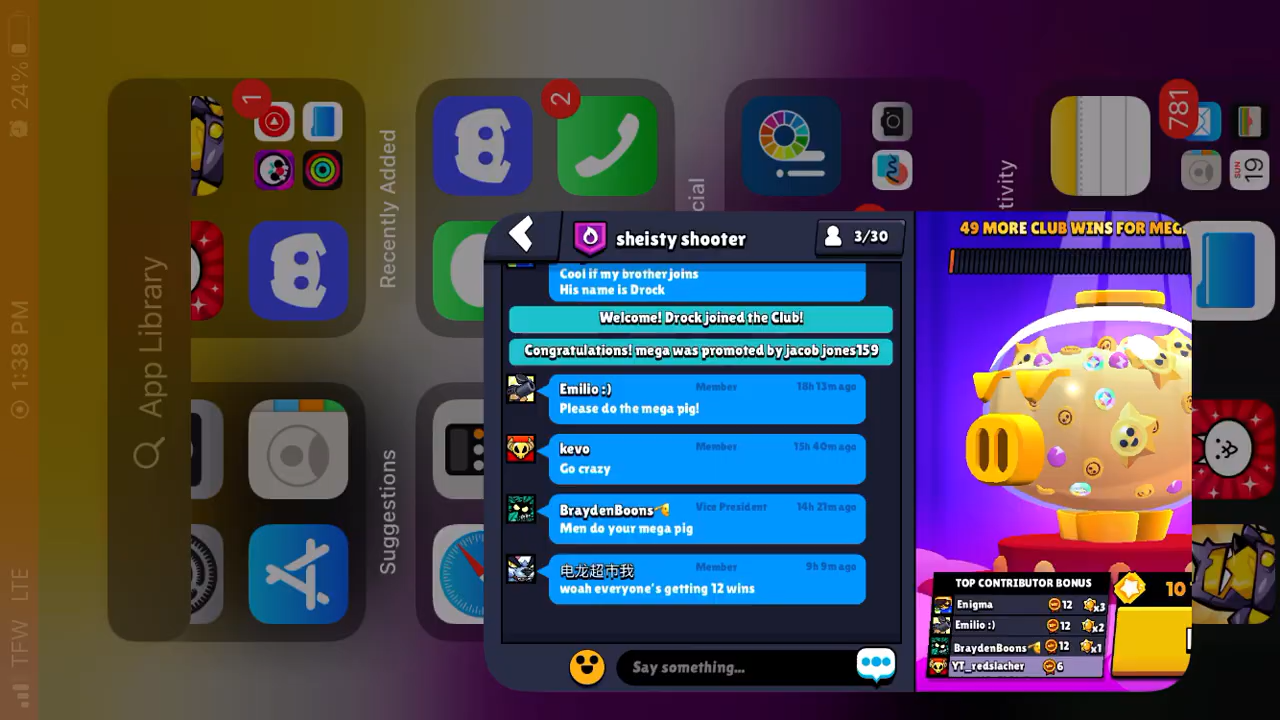 24%
1:38 PM
LTE
TFW
App Library
1
Recently Added
Suggestions
2
cial
tivity
781
SUN
19
sheisty shooter
3/30
Cool if my brother joins
His name is Drock
Welcome! Drock joined the Club!
Congratulations! mega was promoted by jacob jones159
Emilio :) Member 18h 13m ago
Please do the mega pig!
kevo Member 15h 40m ago
Go crazy
BraydenBoons🤏 Vice President 14h 21m ago
Men do your mega pig
电龙超市我 Member 9h 9m ago
woah everyone's getting 12 wins
Say something...
49 MORE CLUB WINS FOR MEG
TOP CONTRIBUTOR BONUS
Enigma 12 x3
Emilio :) 12 x2
BraydenBoons 12 x1
YT_redslacher 6
10